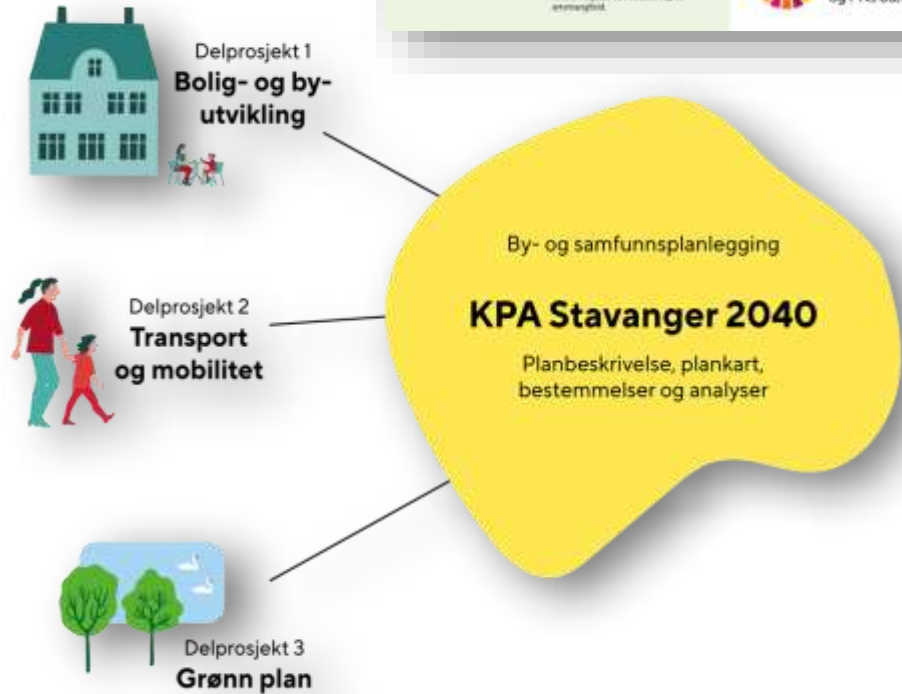 Delprosjekt 1
Bolig- og by-
utvikling
Delprosjekt 2
Transport
og mobilitet
Delprosjekt 3
Grønn plan
By- og samfunnsplanlegging
KPA Stavanger 2040
Planbeskrivelse, plankart,
bestemmelser og analyser